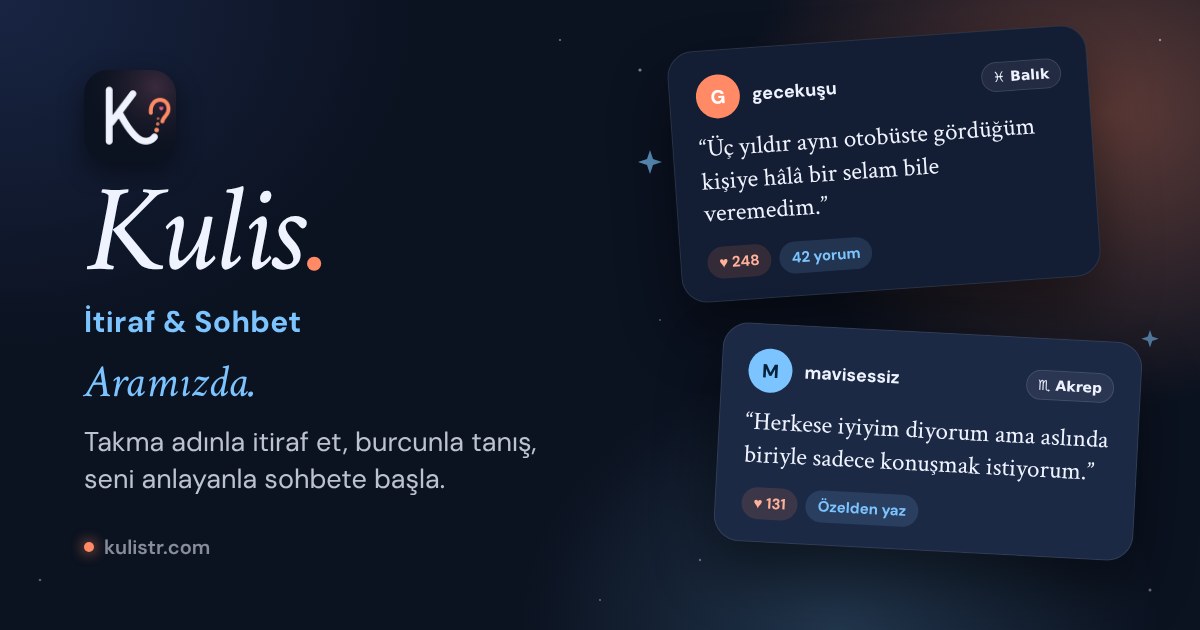 K?
Kulis.
İtiraf & Sohbet
Aramızda.
Takma adınla itiraf et, burcunla tanış,
seni anlayanla sohbete başla.
kulistr.com
G
gecekuşu
♓ Balık
“Üç yıldır aynı otobüste gördüğüm
kişiye hâlâ bir selam bile
veremedim.”
♥ 248
42 yorum
M
mavisessiz
♏ Akrep
“Herkese iyiyim diyorum ama aslında
biriyle sadece konuşmak istiyorum.”
♥ 131
Özelden yaz